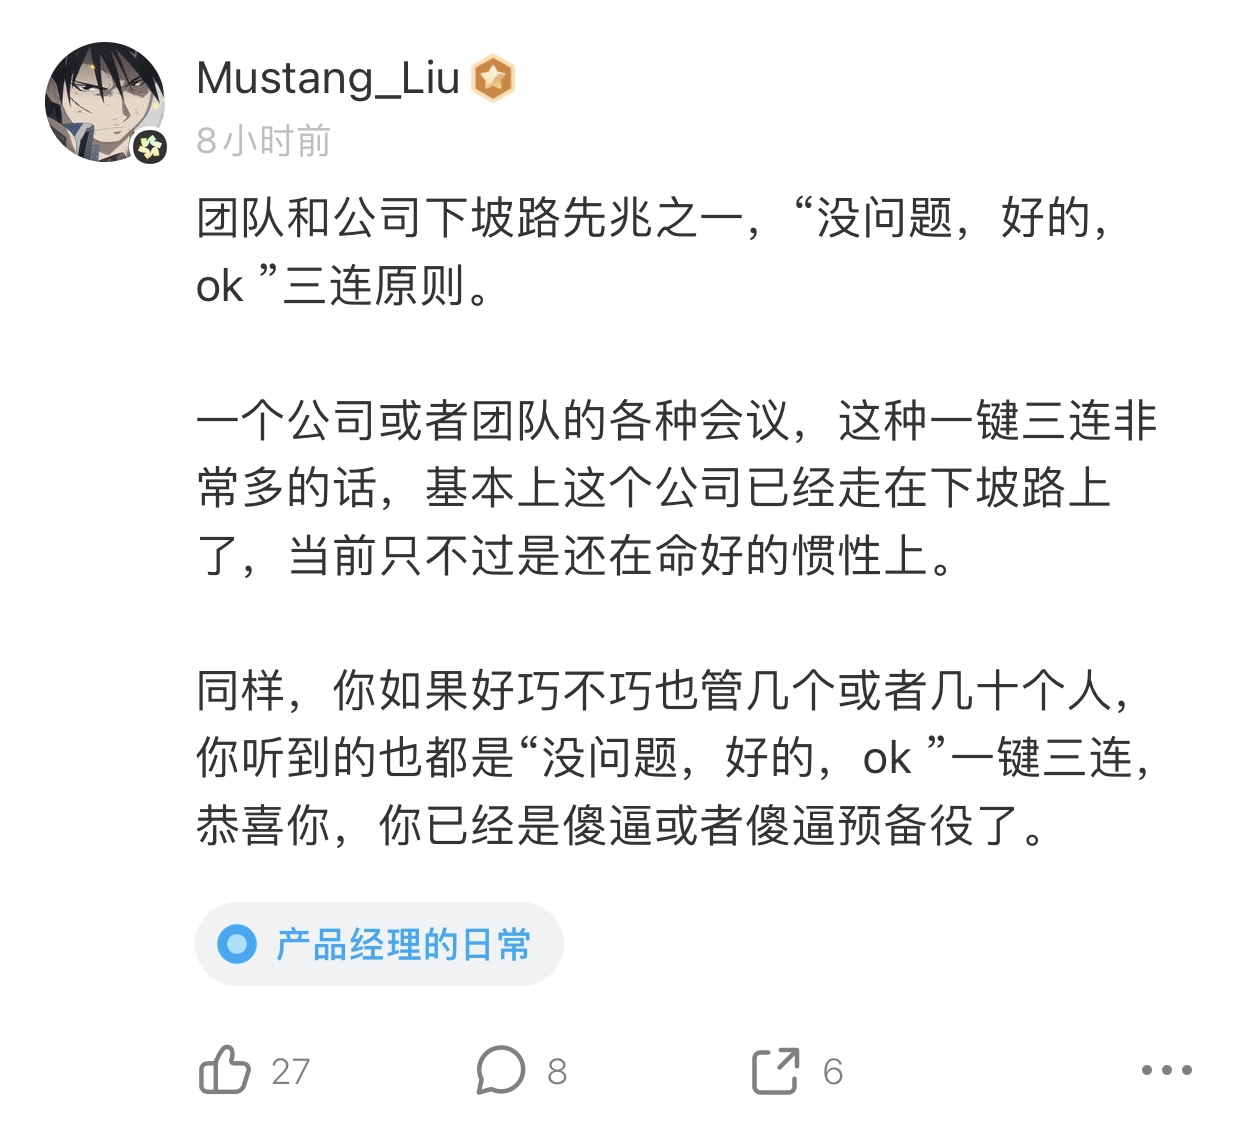 Mustang_Liu
8小时前
团队和公司下坡路先兆之一，“没问题，好的，
ok ”三连原则。
一个公司或者团队的各种会议，这种一键三连非
常多的话，基本上这个公司已经走在下坡路上
了，当前只不过是还在命好的惯性上。
同样，你如果好巧不巧也管几个或者几十个人，
你听到的也都是“没问题，好的，ok ”一键三连，
恭喜你，你已经是傻逼或者傻逼预备役了。
产品经理的日常
27 8 6